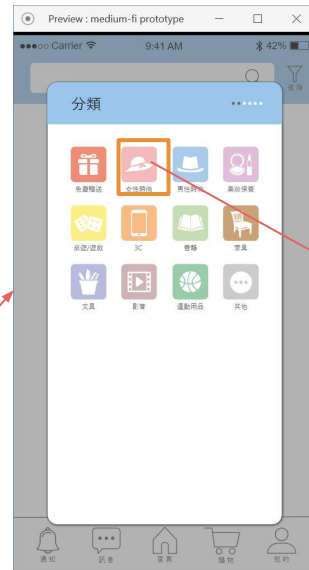 Preview : medium-fi prototype
Carrier 9:41 AM 42%
進階
分類
免費贈送 女性時尚 男性時尚 美妝保養
桌遊/遊戲 3C 書籍 家具
文具 影音 運動用品 其他
通知 訊息 首頁 購物 我的